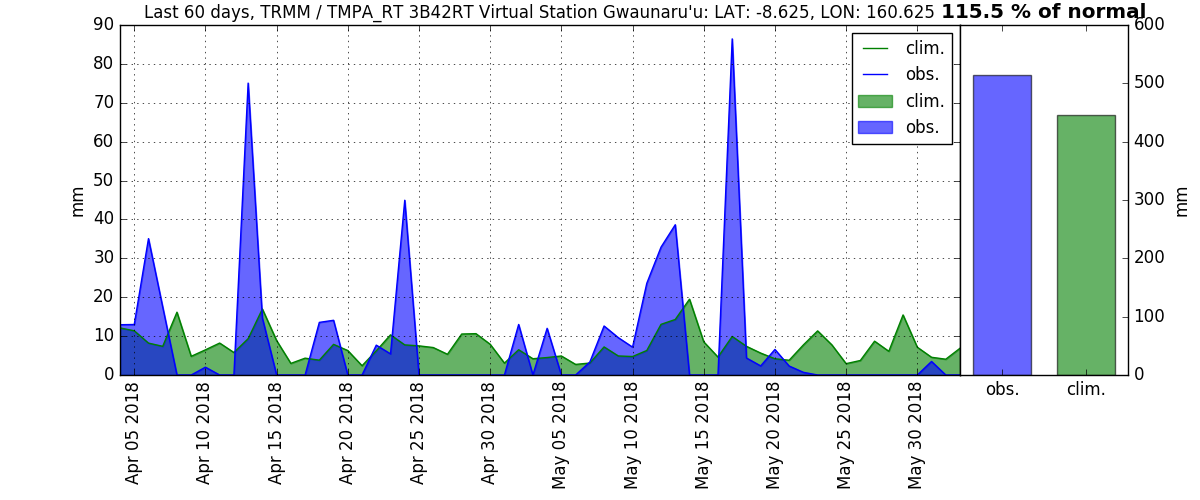 Last 60 days, TRMM / TMPA_RT 3B42RT Virtual Station Gwaunaru'u: LAT: -8.625, LON: 160.625 115.5 % of normal
90
80
70
60
50
40
30
20
10
0
mm
clim.
obs.
clim.
obs.
Apr 05 2018
Apr 10 2018
Apr 15 2018
Apr 20 2018
Apr 25 2018
Apr 30 2018
May 05 2018
May 10 2018
May 15 2018
May 20 2018
May 25 2018
May 30 2018
600
500
400
300
200
100
0
mm
obs.
clim.